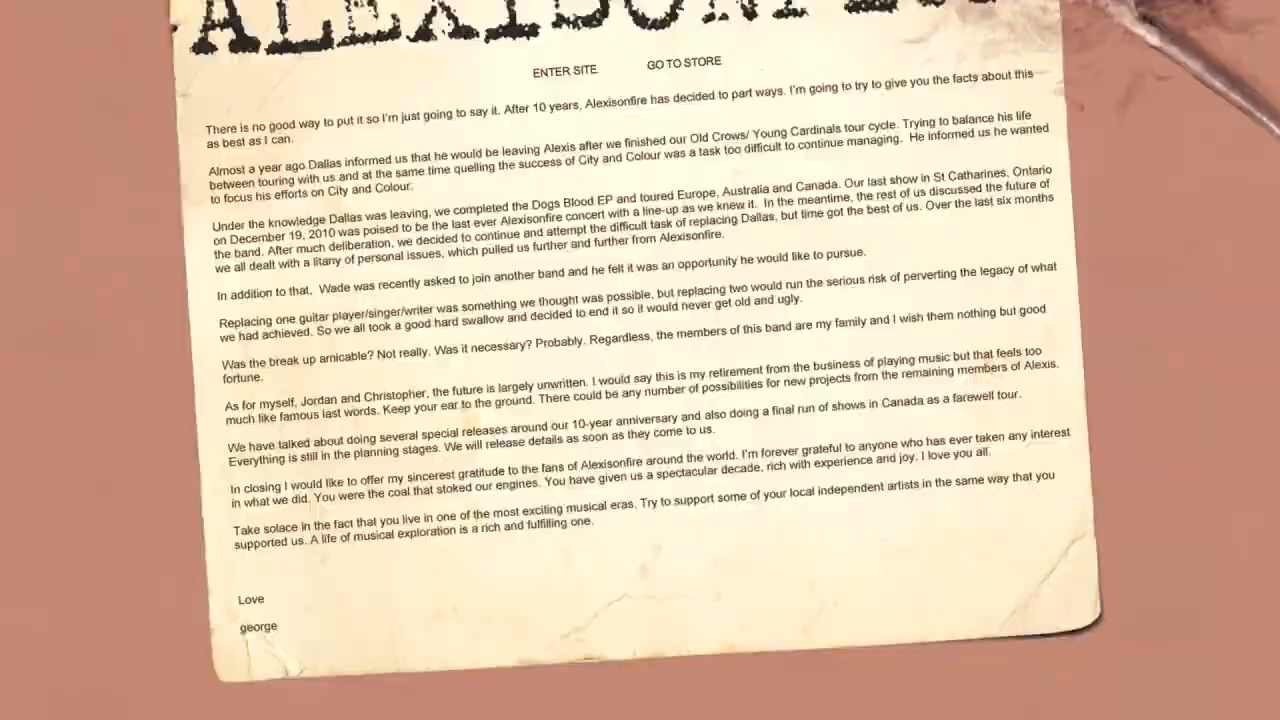 ALEXISONFIRE
ENTER SITE GO TO STORE
There is no good way to put it so I'm just going to say it. After 10 years, Alexisonfire has decided to part ways. I'm going to try to give you the facts about this
as best as I can.
Almost a year ago Dallas informed us that he would be leaving Alexis after we finished our Old Crows/ Young Cardinals tour cycle. Trying to balance his life
between touring with us and at the same time quelling the success of City and Colour was a task too difficult to continue managing. He informed us he wanted
to focus his efforts on City and Colour.
Under the knowledge Dallas was leaving, we completed the Dogs Blood EP and toured Europe, Australia and Canada. Our last show in St Catharines, Ontario
on December 19, 2010 was poised to be the last ever Alexisonfire concert with a line-up as we knew it. In the meantime, the rest of us discussed the future of
the band. After much deliberation, we decided to continue and attempt the difficult task of replacing Dallas, but time got the best of us. Over the last six months
we all dealt with a litany of personal issues, which pulled us further and further from Alexisonfire.
In addition to that, Wade was recently asked to join another band and he felt it was an opportunity he would like to pursue.
Replacing one guitar player/singer/writer was something we thought was possible, but replacing two would run the serious risk of perverting the legacy of what
we had achieved. So we all took a good hard swallow and decided to end it so it would never get old and ugly.
Was the break up amicable? Not really. Was it necessary? Probably. Regardless, the members of this band are my family and I wish them nothing but good
fortune.
As for myself, Jordan and Christopher, the future is largely unwritten. I would say this is my retirement from the business of playing music but that feels too
much like famous last words. Keep your ear to the ground. There could be any number of possibilities for new projects from the remaining members of Alexis.
We have talked about doing several special releases around our 10-year anniversary and also doing a final run of shows in Canada as a farewell tour.
Everything is still in the planning stages. We will release details as soon as they come to us.
In closing I would like to offer my sincerest gratitude to the fans of Alexisonfire around the world. I'm forever grateful to anyone who has ever taken any interest
in what we did. You were the coal that stoked our engines. You have given us a spectacular decade, rich with experience and joy. I love you all.
Take solace in the fact that you live in one of the most exciting musical eras. Try to support some of your local independent artists in the same way that you
supported us. A life of musical exploration is a rich and fulfilling one.
Love
george